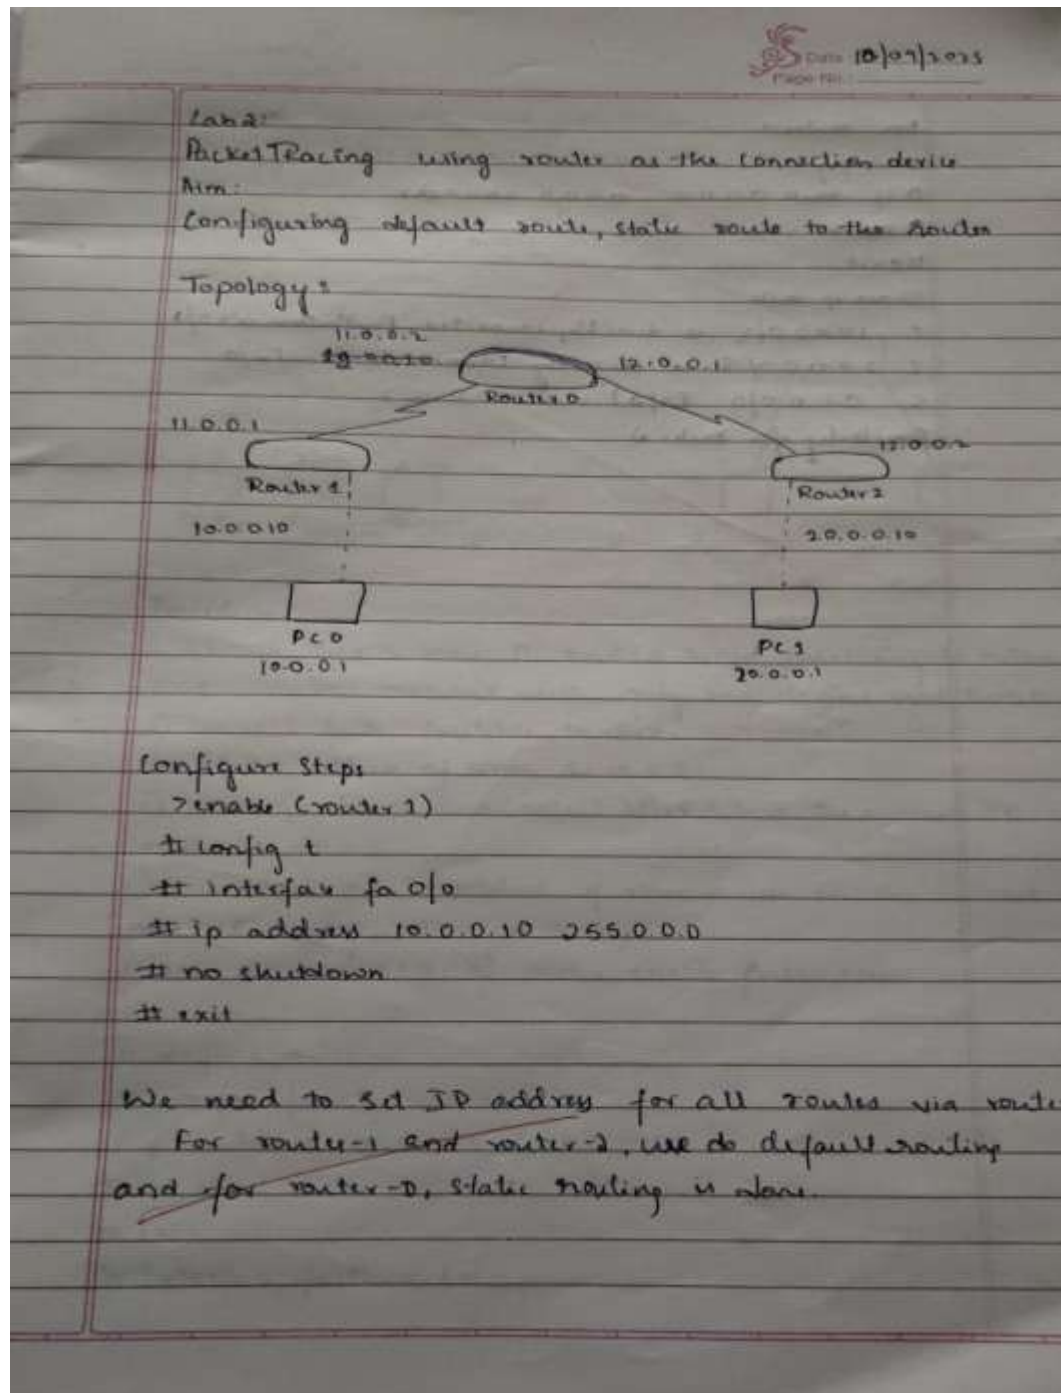 Date 10/09/2025
Page No.:
Lab 2:
Packet Tracing using router as the connection device
Aim:
Configuring default route, static route to the Router
Topology:
11.0.0.2
12.0.0.1
Router 0
11.0.0.1
12.0.0.2
Router 1
Router 2
10.0.0.10
20.0.0.10
PC 0
PC 1
10.0.0.1
20.0.0.1
Configure Steps
>enable (router 1)
# config t
# interface fa 0/0
# ip address 10.0.0.10 255.0.0.0
# no shutdown
# exit
We need to set IP address for all routes via route
For router-1 and router-2, we do default routing
and for router-0, static routing is done.